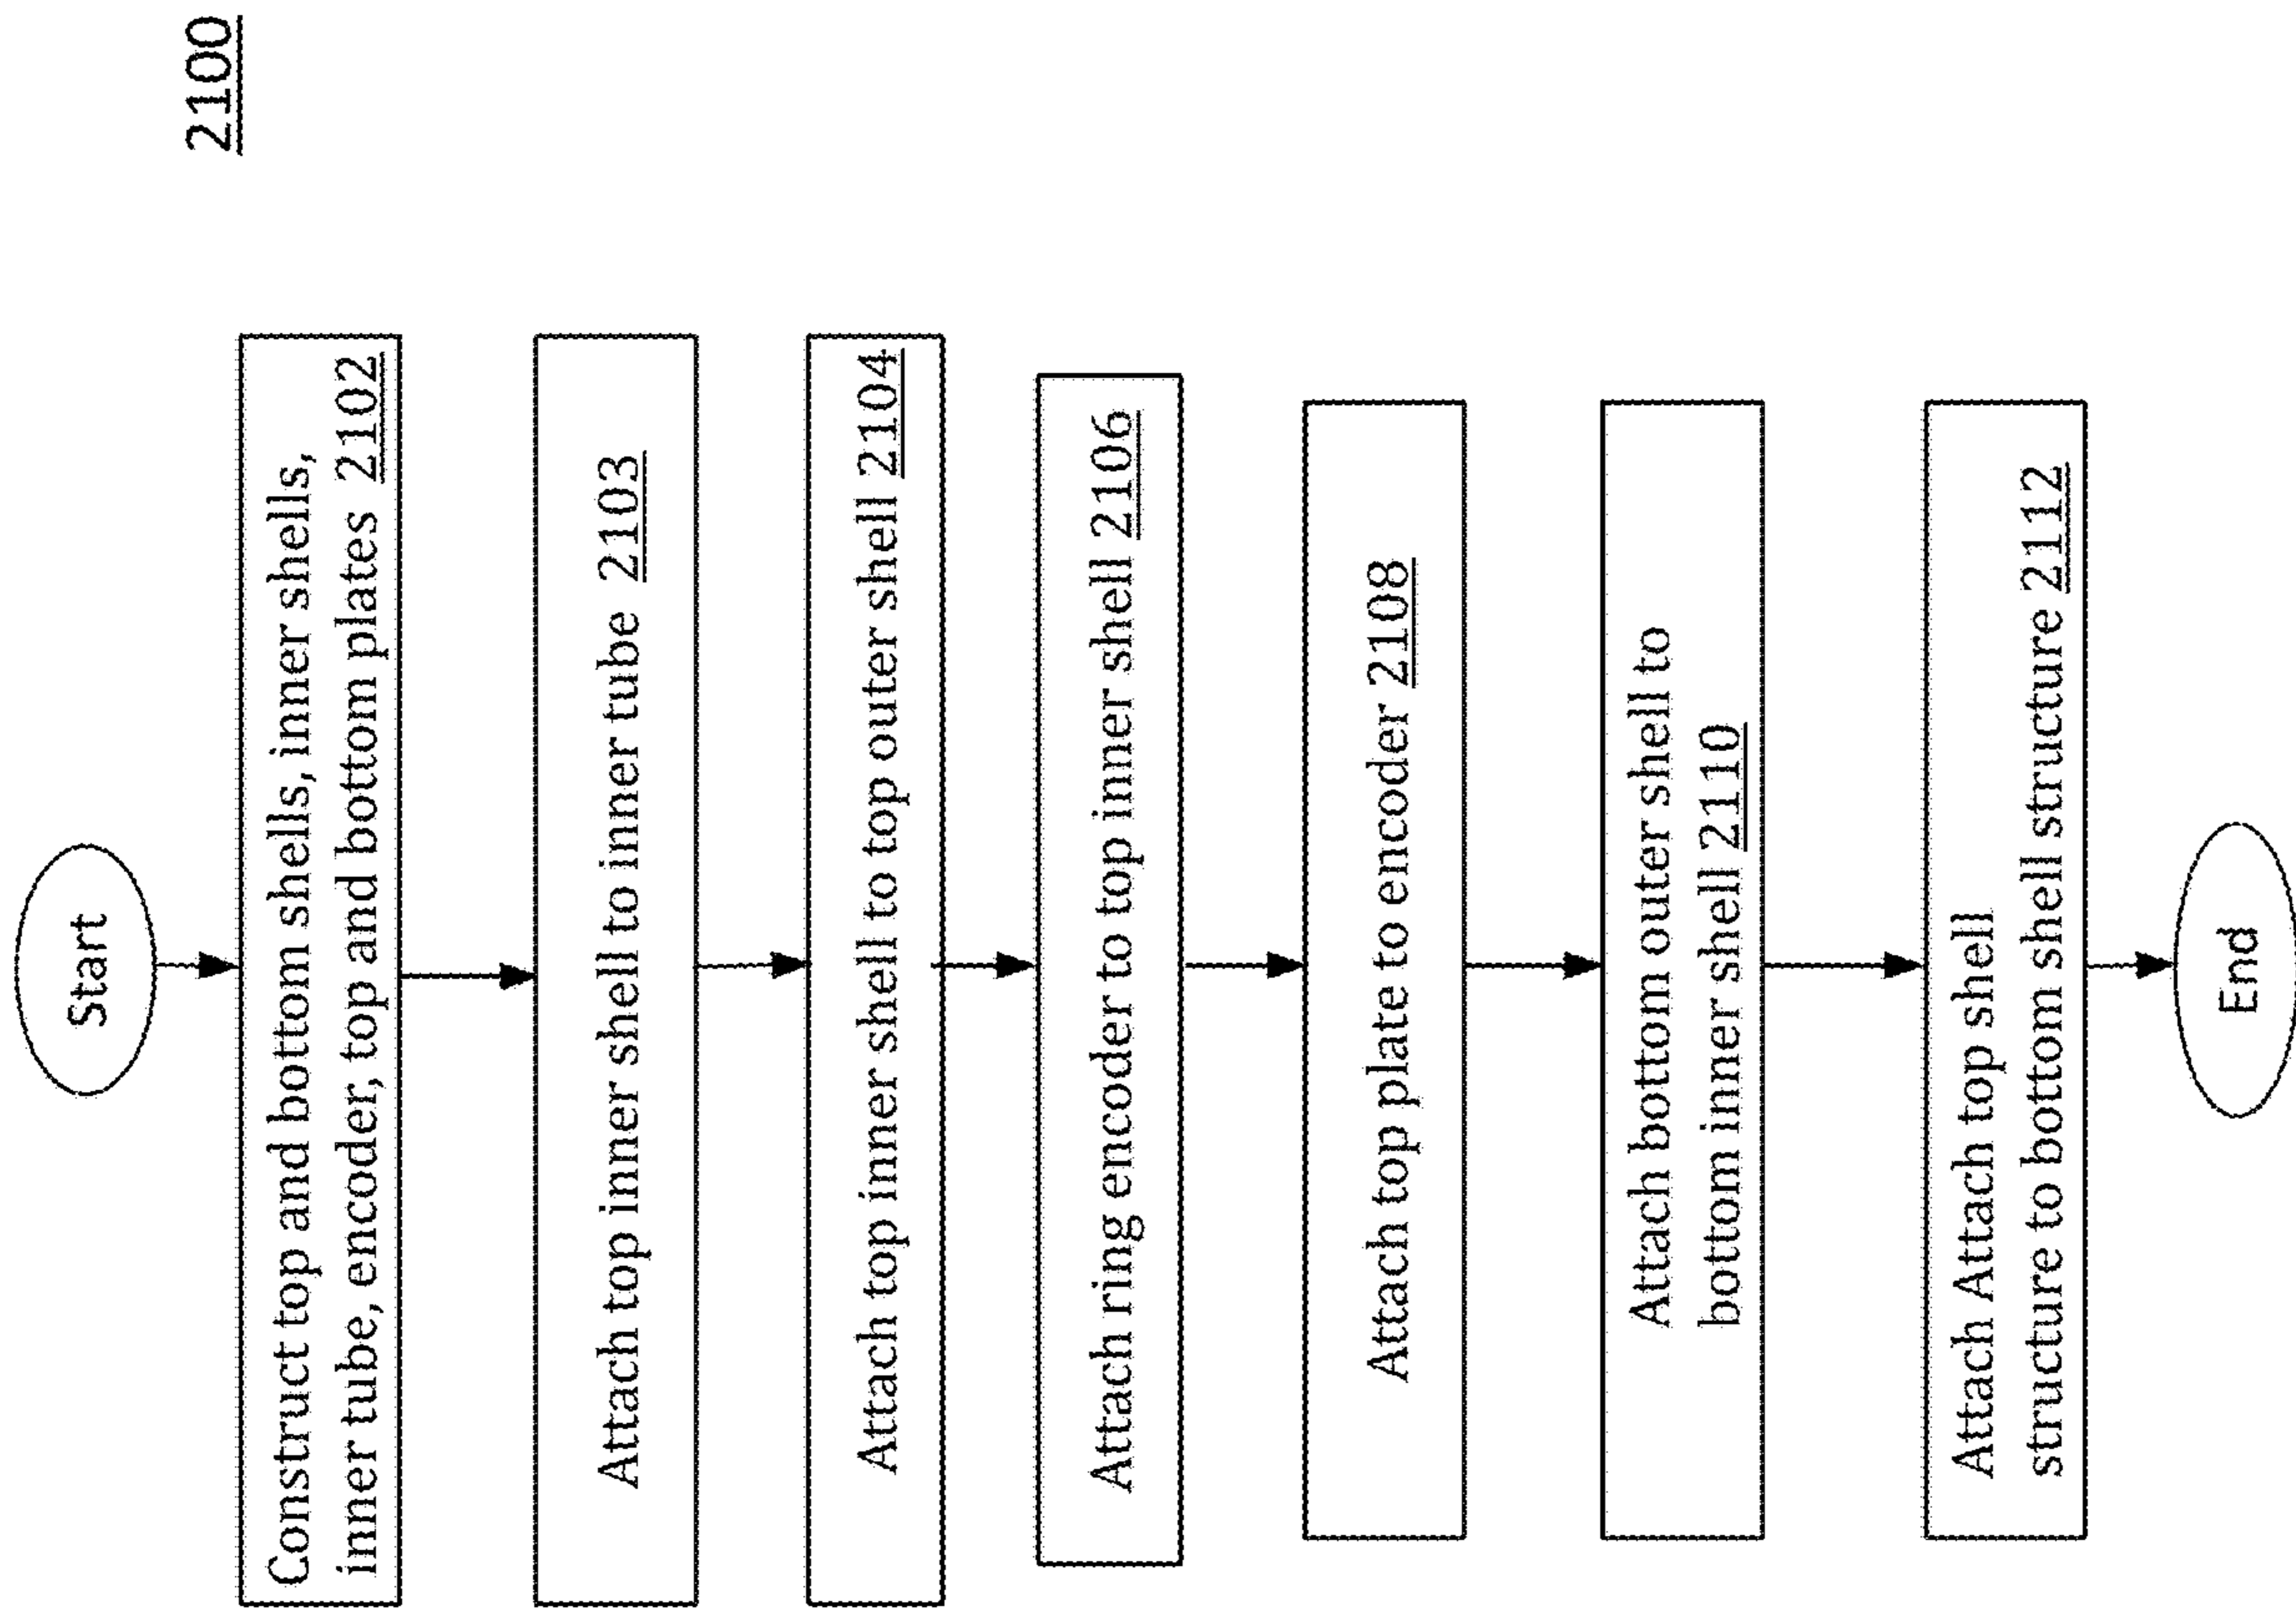 2100
Start
Construct top and bottom shells, inner shells,
inner tube, encoder, top and bottom plates 2102
Attach top inner shell to inner tube 2103
Attach top inner shell to top outer shell 2104
Attach ring encoder to top inner shell 2106
Attach top plate to encoder 2108
Attach bottom outer shell to
bottom inner shell 2110
Attach Attach top shell
structure to bottom shell structure 2112
End